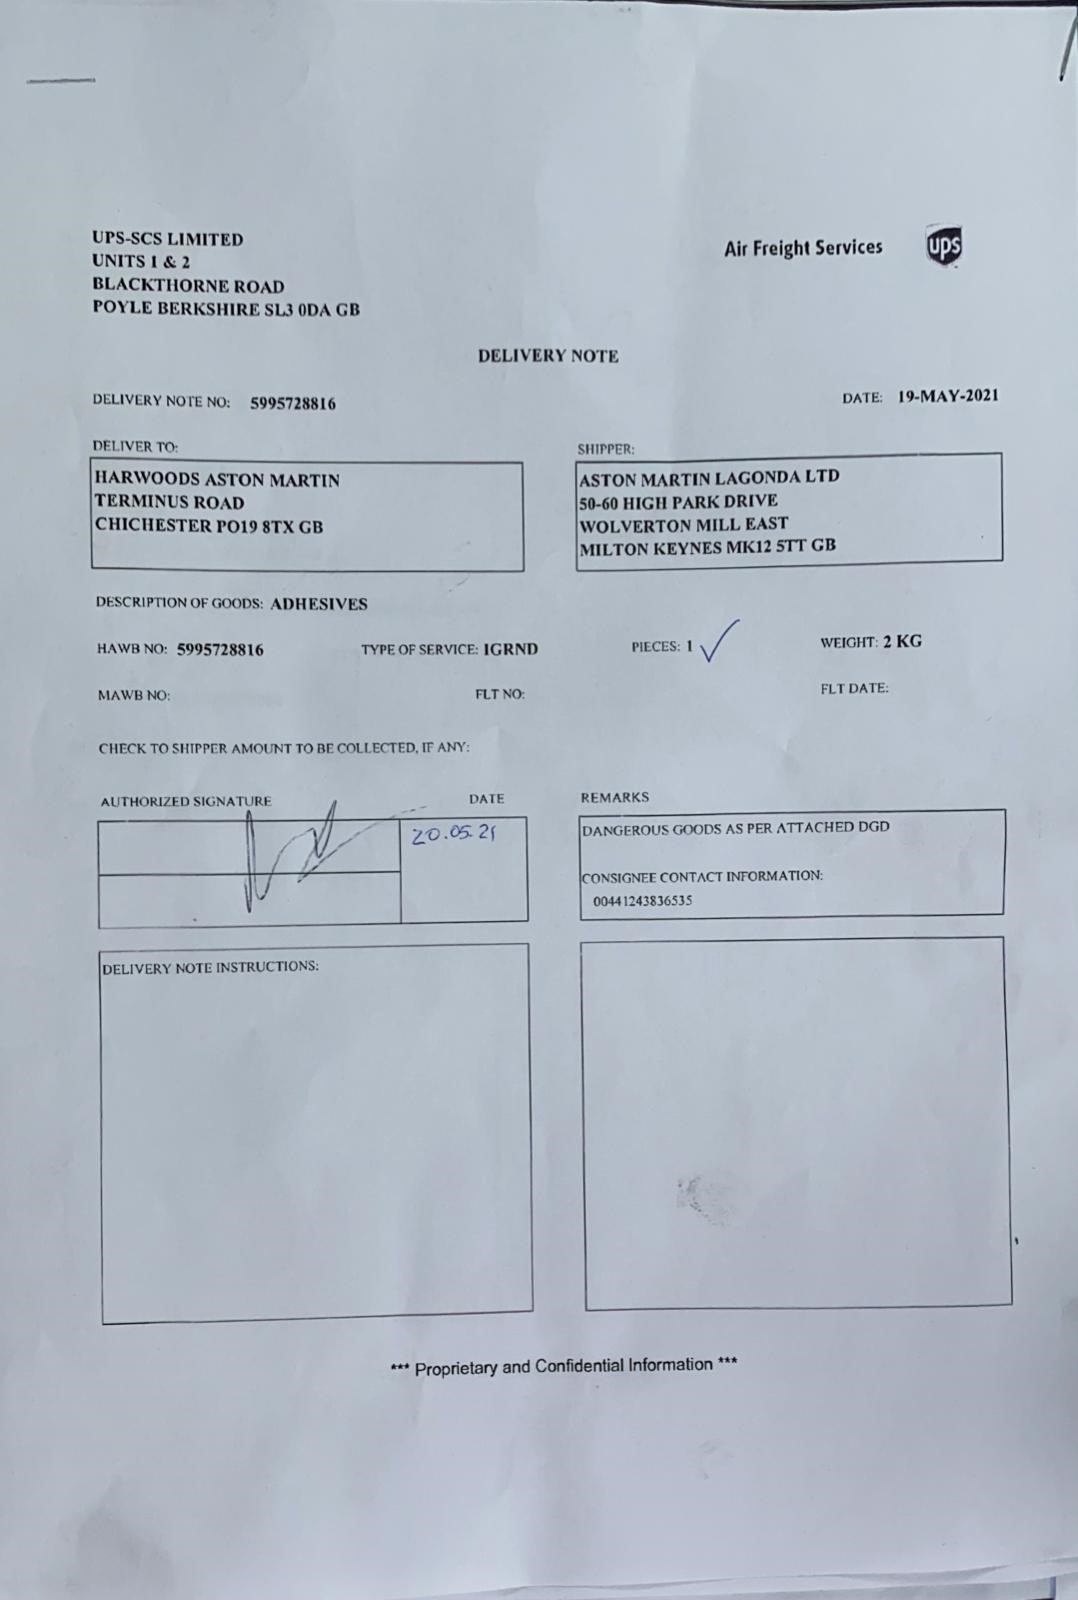 UPS-SCS LIMITED
UNITS 1 & 2
BLACKTHORNE ROAD
POYLE BERKSHIRE SL3 0DA GB
Air Freight Services
ups
DELIVERY NOTE
DELIVERY NOTE NO: 5995728816
DATE: 19-MAY-2021
DELIVER TO:
HARWOODS ASTON MARTIN
TERMINUS ROAD
CHICHESTER PO19 8TX GB
SHIPPER:
ASTON MARTIN LAGONDA LTD
50-60 HIGH PARK DRIVE
WOLVERTON MILL EAST
MILTON KEYNES MK12 5TT GB
DESCRIPTION OF GOODS: ADHESIVES
HAWB NO: 5995728816 TYPE OF SERVICE: IGRND PIECES: 1 WEIGHT: 2 KG
MAWB NO: FLT NO: FLT DATE:
CHECK TO SHIPPER AMOUNT TO BE COLLECTED, IF ANY:
AUTHORIZED SIGNATURE DATE
20.05.21
REMARKS
DANGEROUS GOODS AS PER ATTACHED DGD
CONSIGNEE CONTACT INFORMATION:
00441243836535
DELIVERY NOTE INSTRUCTIONS:
*** Proprietary and Confidential Information ***